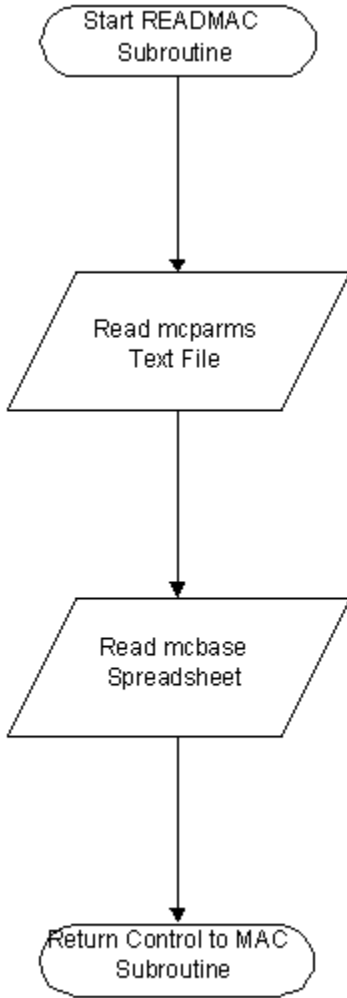 Start READMAC
Subroutine
Read mcparms
Text File
Read mcbase
Spreadsheet
Return Control to MAC
Subroutine